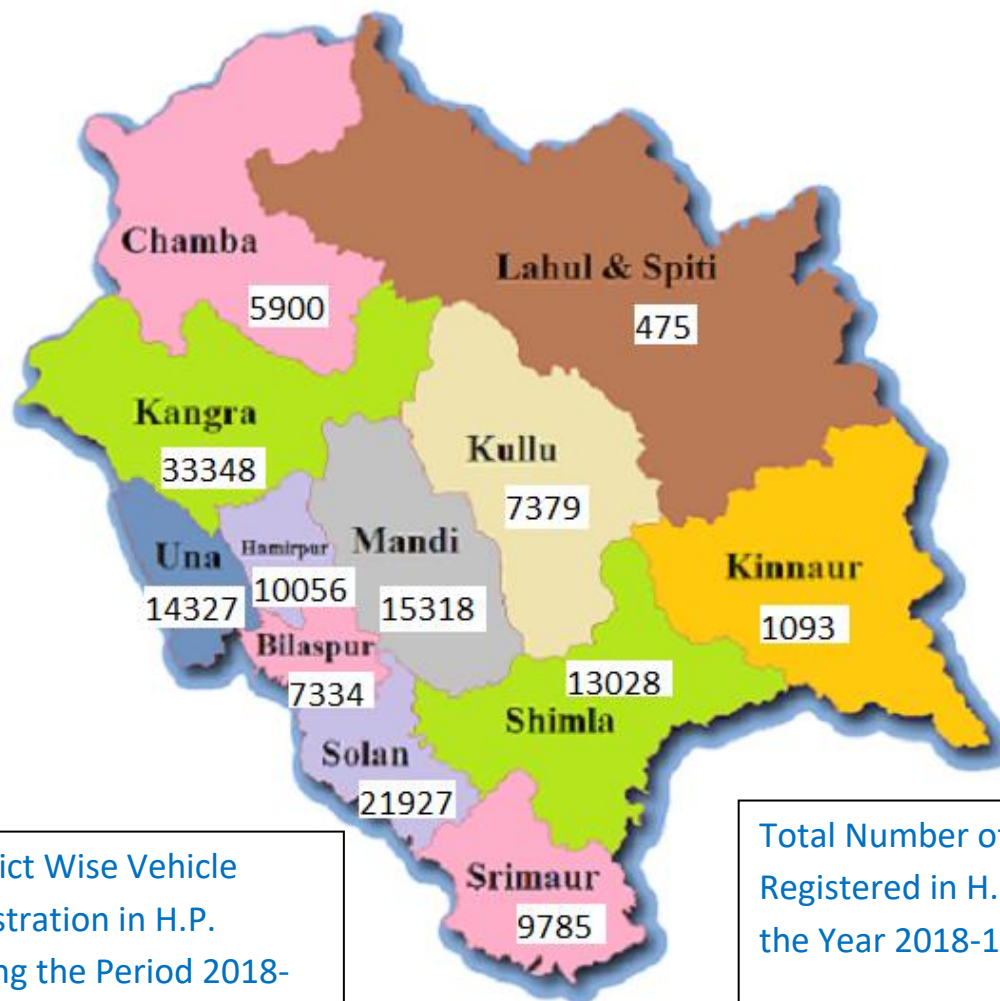 Chamba
5900
Lahul & Spiti
475
Kangra
33348
Kullu
7379
Una
14327
Hamirpur
10056
Mandi
15318
Kinnaur
1093
Bilaspur
7334
13028
Shimla
Solan
21927
Srimaur
9785
ict Wise Vehicle
stration in H.P.
ng the Period 2018-
Total Number o
Registered in H.
the Year 2018-1